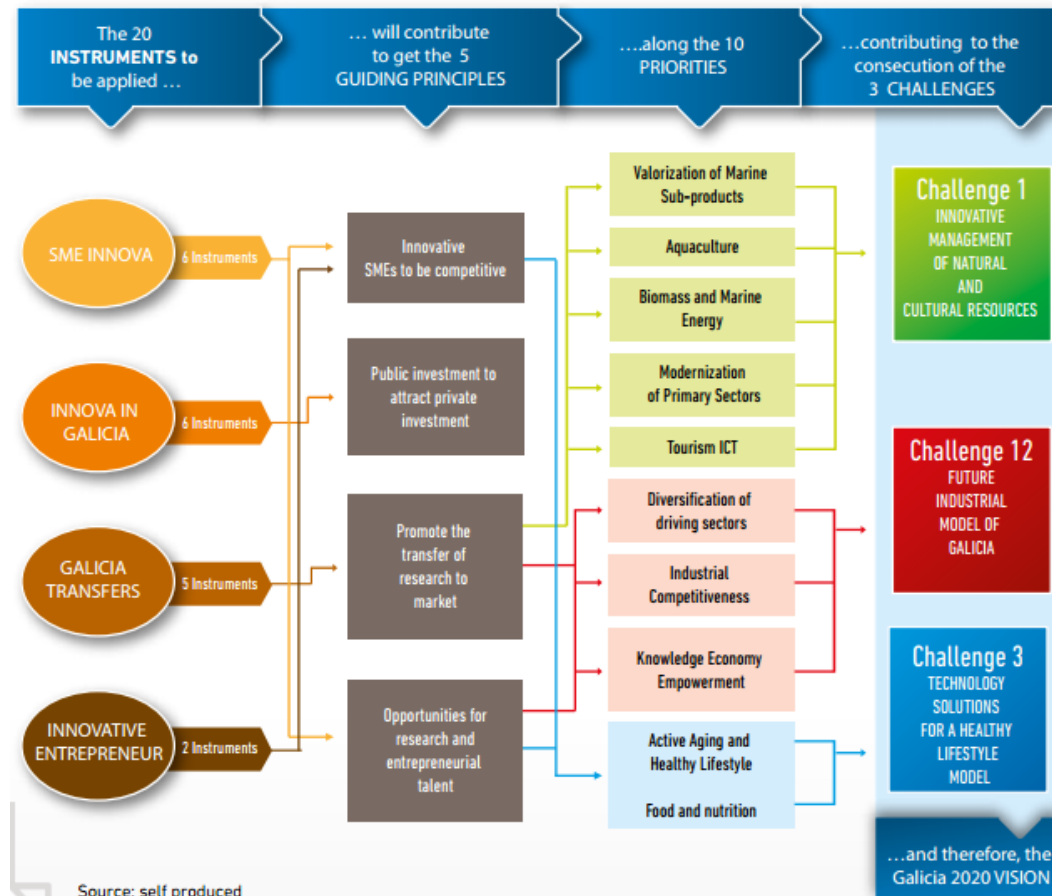 The 20
INSTRUMENTS to
be applied ...
... will contribute
to get the 5
GUIDING PRINCIPLES
....along the 10
PRIORITIES
...contributing to the
consecution of the
3 CHALLENGES
SME INNOVA
6 Instruments
INNOVA IN
GALICIA
6 Instruments
GALICIA
TRANSFERS
5 Instruments
INNOVATIVE
ENTREPRENEUR
2 Instruments
Innovative
SMEs to be competitive
Public investment to
attract private
investment
Promote the
transfer of
research to
market
Opportunities for
research and
entrepreneurial
talent
Valorization of Marine
Sub-products
Aquaculture
Biomass and Marine
Energy
Modernization
of Primary Sectors
Tourism ICT
Diversification of
driving sectors
Industrial
Competitiveness
Knowledge Economy
Empowerment
Active Aging and
Healthy Lifestyle
Food and nutrition
Challenge 1
INNOVATIVE
MANAGEMENT
OF NATURAL
AND
CULTURAL RESOURCES
Challenge 12
FUTURE
INDUSTRIAL
MODEL OF
GALICIA
Challenge 3
TECHNOLOGY
SOLUTIONS
FOR A HEALTHY
LIFESTYLE
MODEL
...and therefore, the
Galicia 2020 VISION
Source: self produced